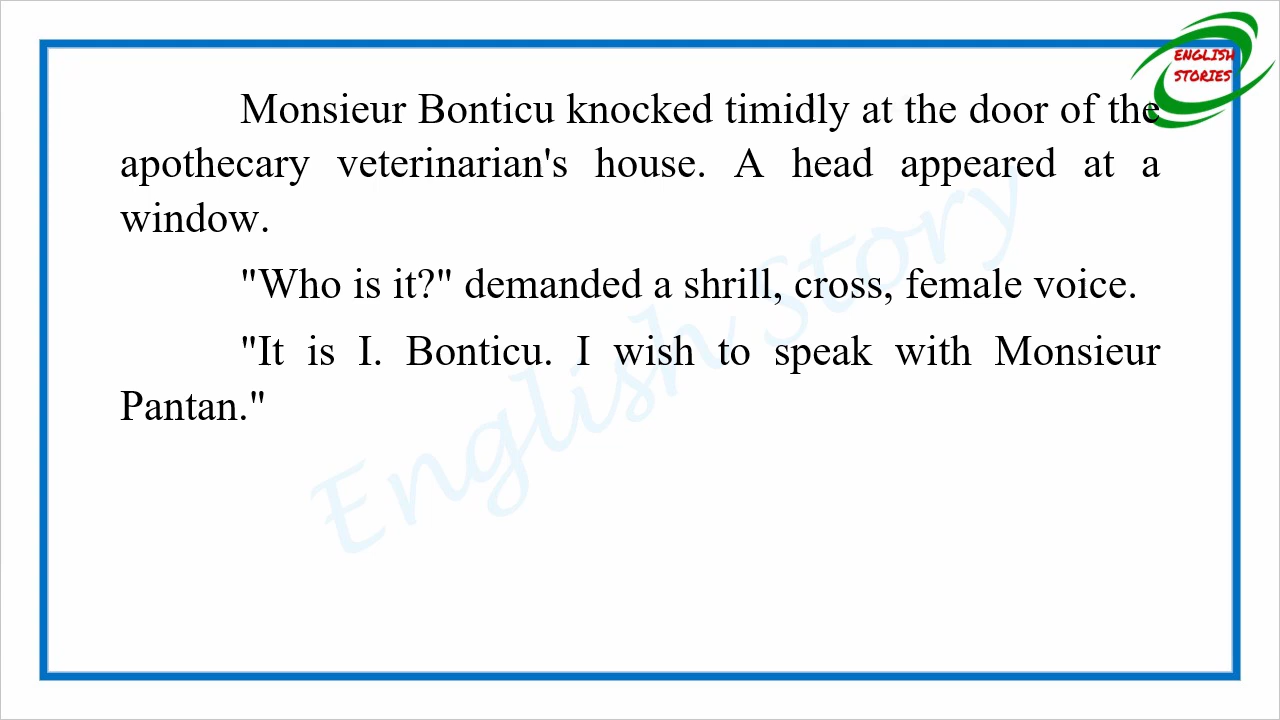 ENGLISH
STORIES
Monsieur Bonticu knocked timidly at the door of the
apothecary veterinarian's house. A head appeared at a
window.
"Who is it?" demanded a shrill, cross, female voice.
"It is I. Bonticu. I wish to speak with Monsieur
Pantan."
English Story